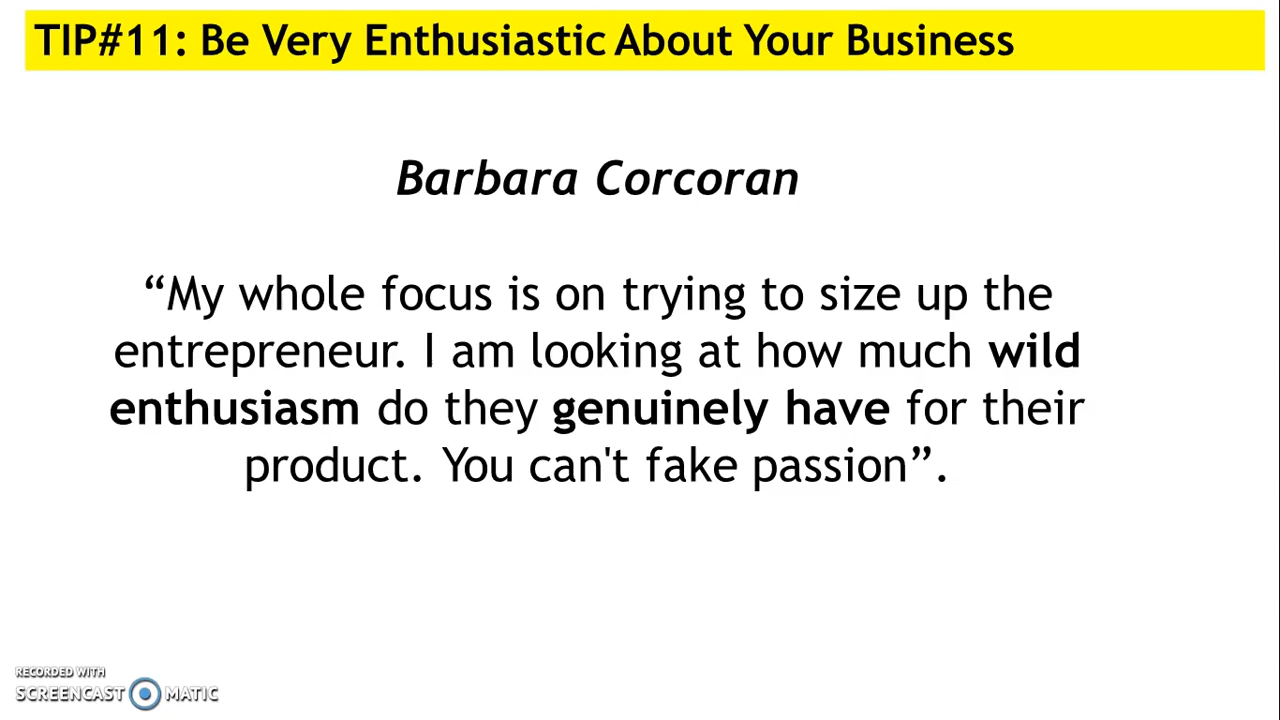 TIP#11: Be Very Enthusiastic About Your Business
Barbara Corcoran
“My whole focus is on trying to size up the
entrepreneur. I am looking at how much wild
enthusiasm do they genuinely have for their
product. You can't fake passion”.
RECORDED WITH
SCREENCAST MATIC